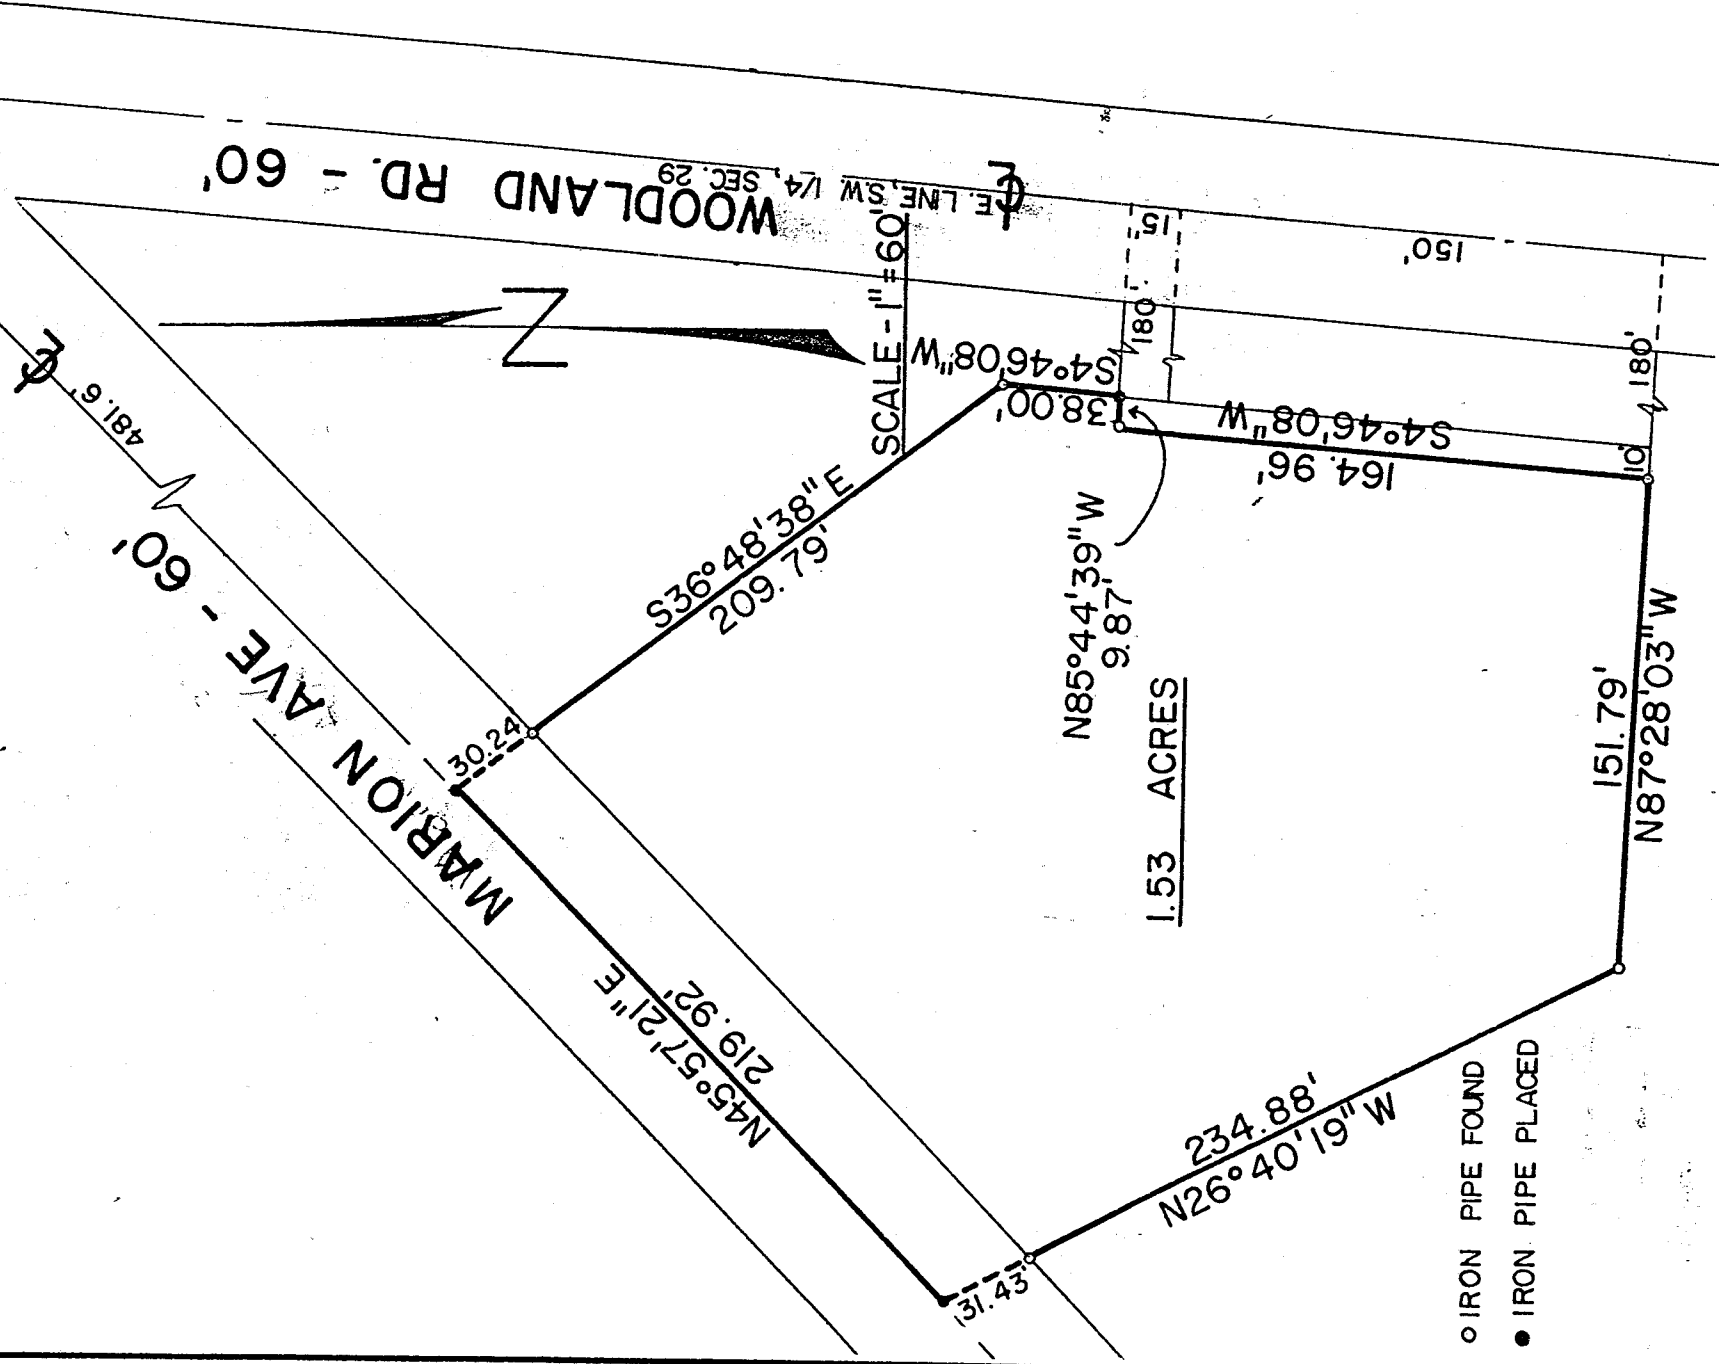 WOODLAND RD. - 60'
E. LINE, S.W. 1/4, SEC. 29
℄
15'
150'
180'
180'
10'
N
SCALE - 1" = 60'
S4°46'08"W
38.00'
S4°46'08"W
164.96'
N85°44'39"W
9.87'
S36°48'38"E
209.79'
℄
481.6'
MARION AVE - 60'
30.24
N45°57'21"E
219.92'
31.43'
1.53 ACRES
151.79'
N87°28'03"W
234.88'
N26°40'19"W
○ IRON PIPE FOUND
● IRON PIPE PLACED